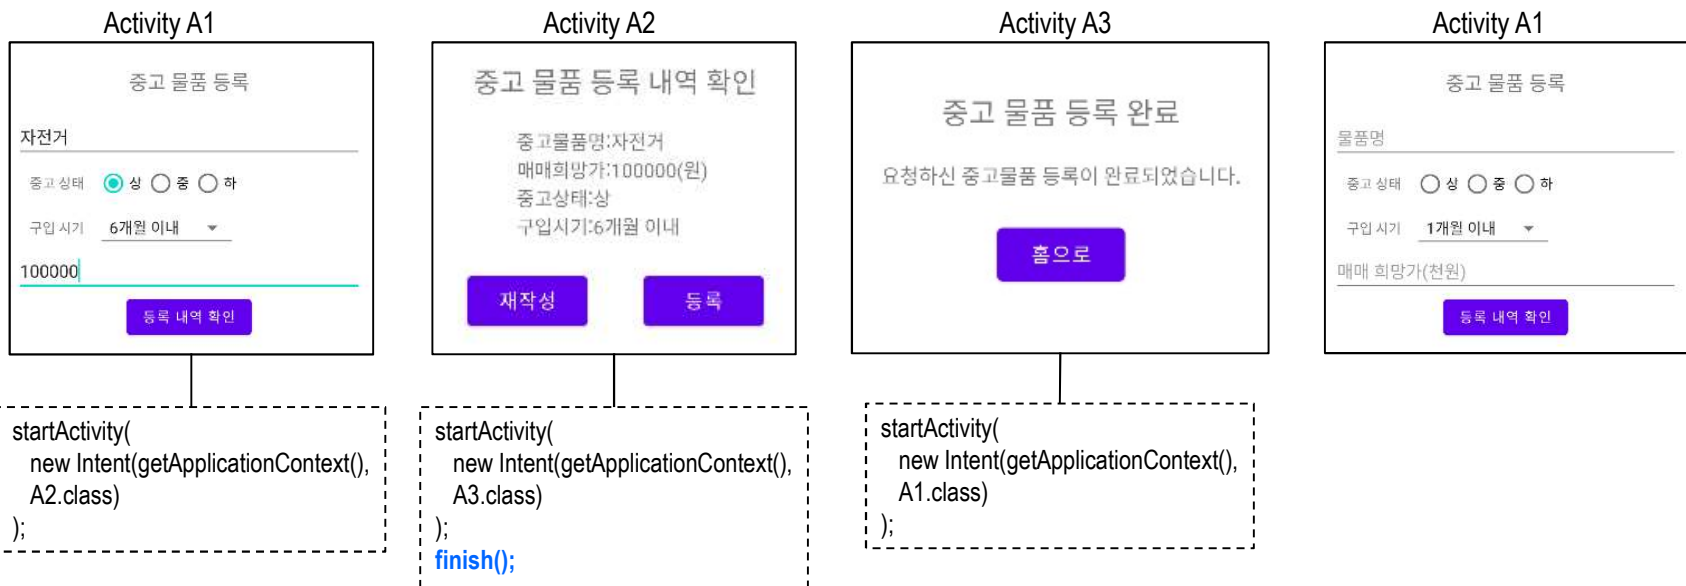 Activity A1
중고 물품 등록
자전거
중고 상태 상 중 하
구입 시기 6개월 이내
100000
등록 내역 확인
startActivity(
new Intent(getApplicationContext(),
A2.class)
);
Activity A2
중고 물품 등록 내역 확인
중고물품명:자전거
매매희망가:100000(원)
중고상태:상
구입시기:6개월 이내
재작성 등록
startActivity(
new Intent(getApplicationContext(),
A3.class)
);
finish();
Activity A3
중고 물품 등록 완료
요청하신 중고물품 등록이 완료되었습니다.
홈으로
startActivity(
new Intent(getApplicationContext(),
A1.class)
);
Activity A1
중고 물품 등록
물품명
중고 상태 상 중 하
구입 시기 1개월 이내
매매 희망가(천원)
등록 내역 확인